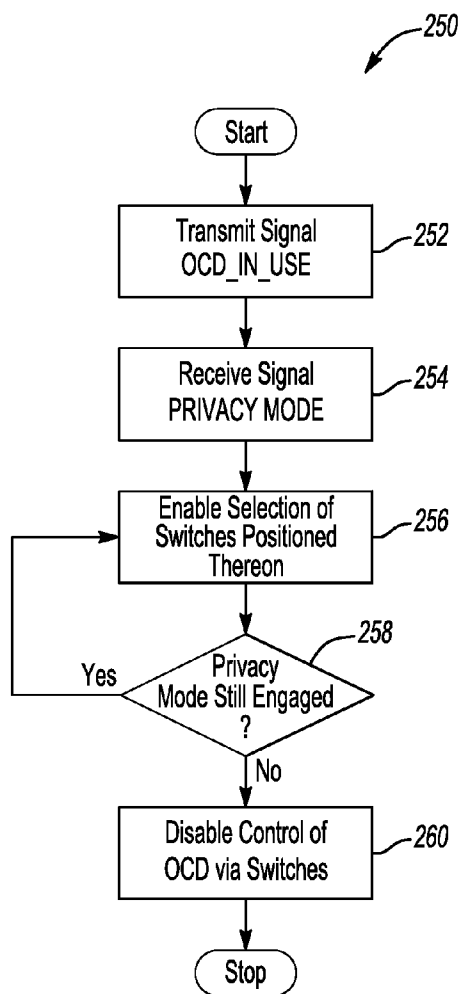 250
Start
Transmit Signal
OCD_IN_USE
252
Receive Signal
PRIVACY MODE
254
Enable Selection of
Switches Positioned
Thereon
256
258
Privacy
Mode Still Engaged
?
Yes
No
Disable Control of
OCD via Switches
260
Stop